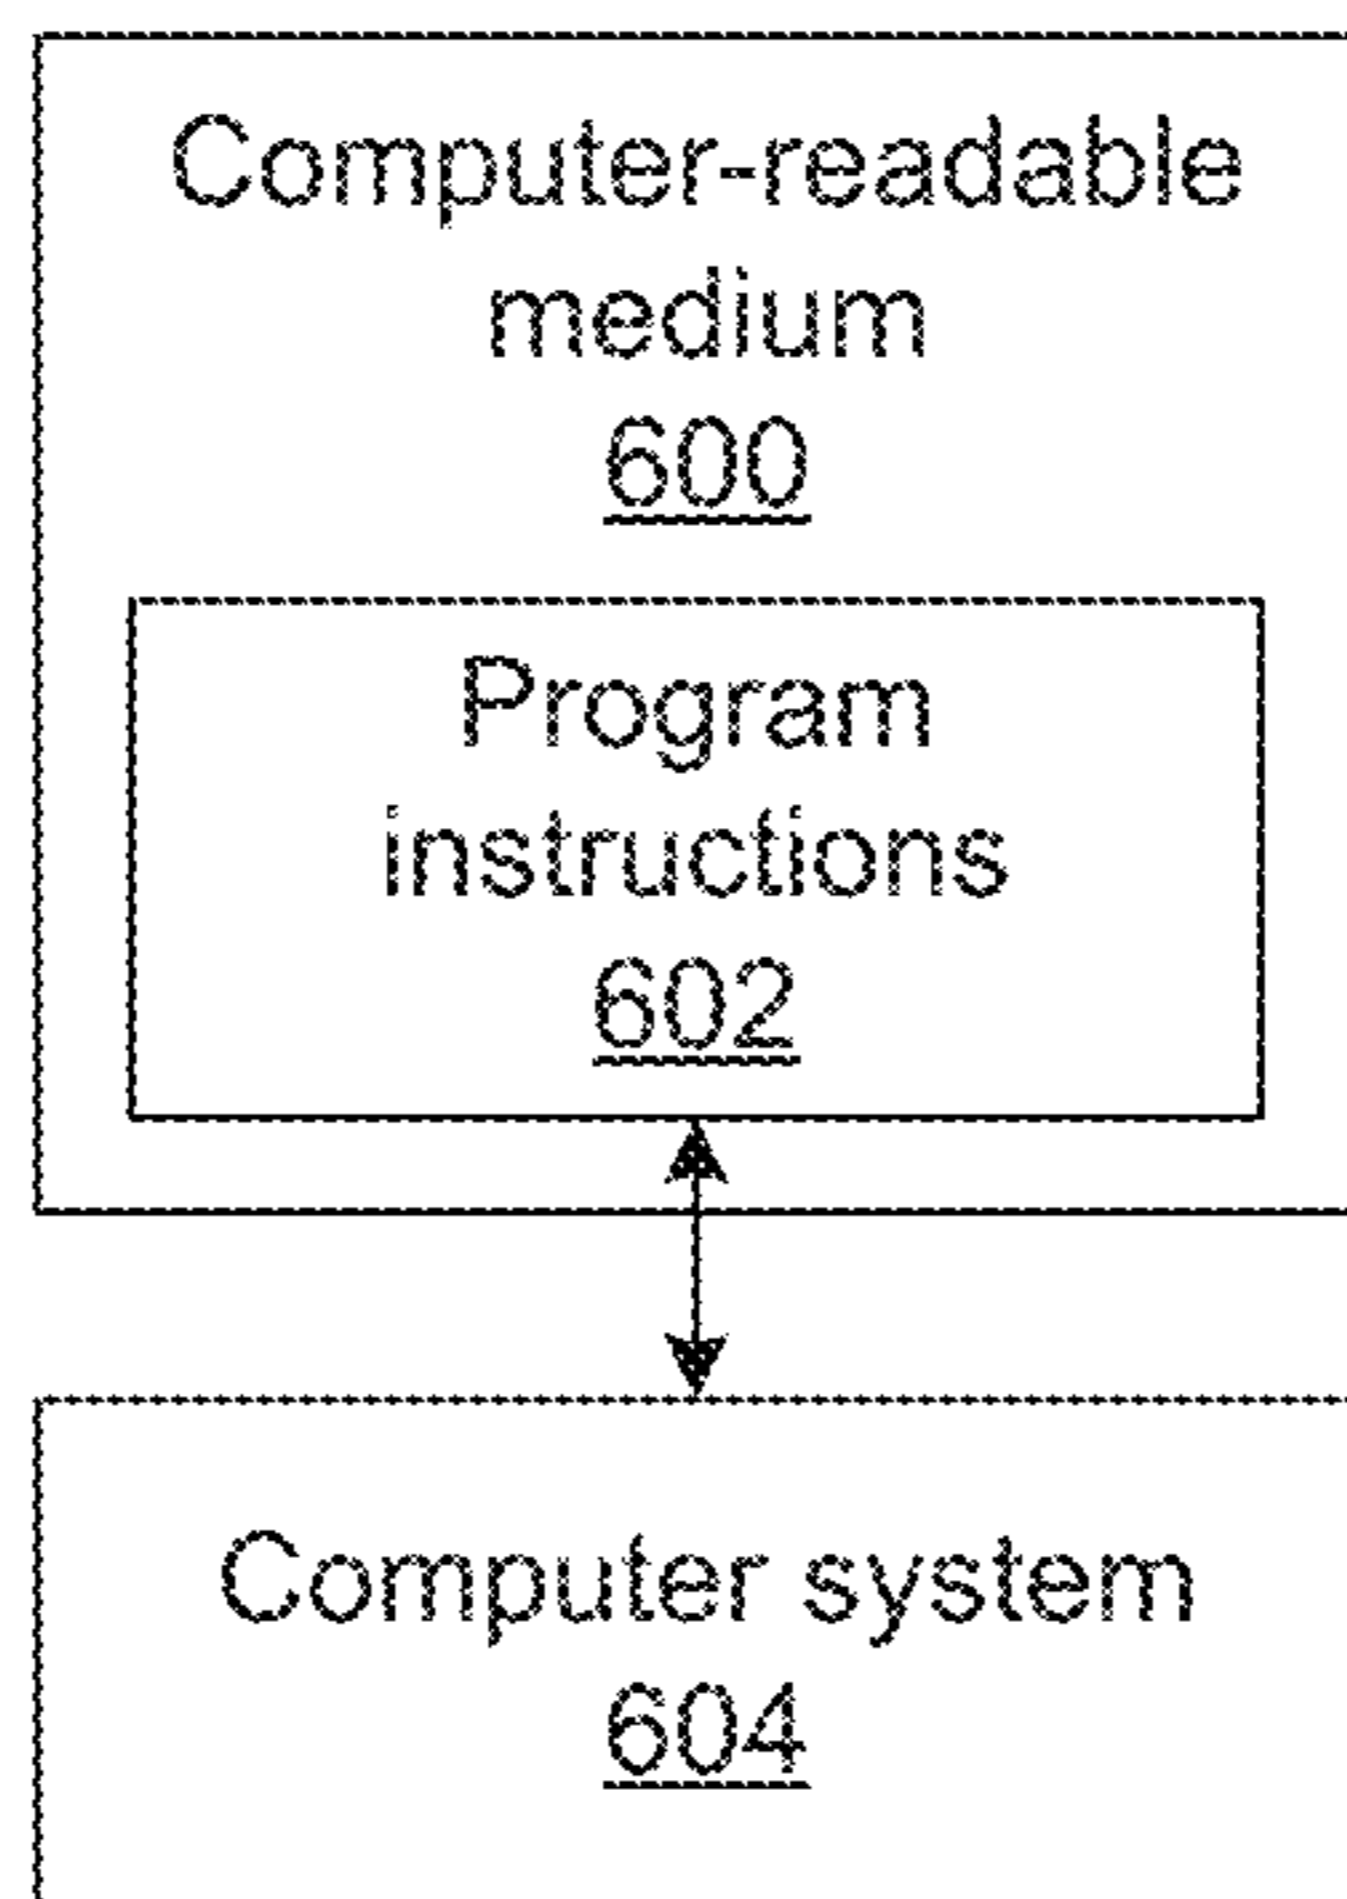 Computer-readable
medium
600
Program
instructions
602
Computer system
604